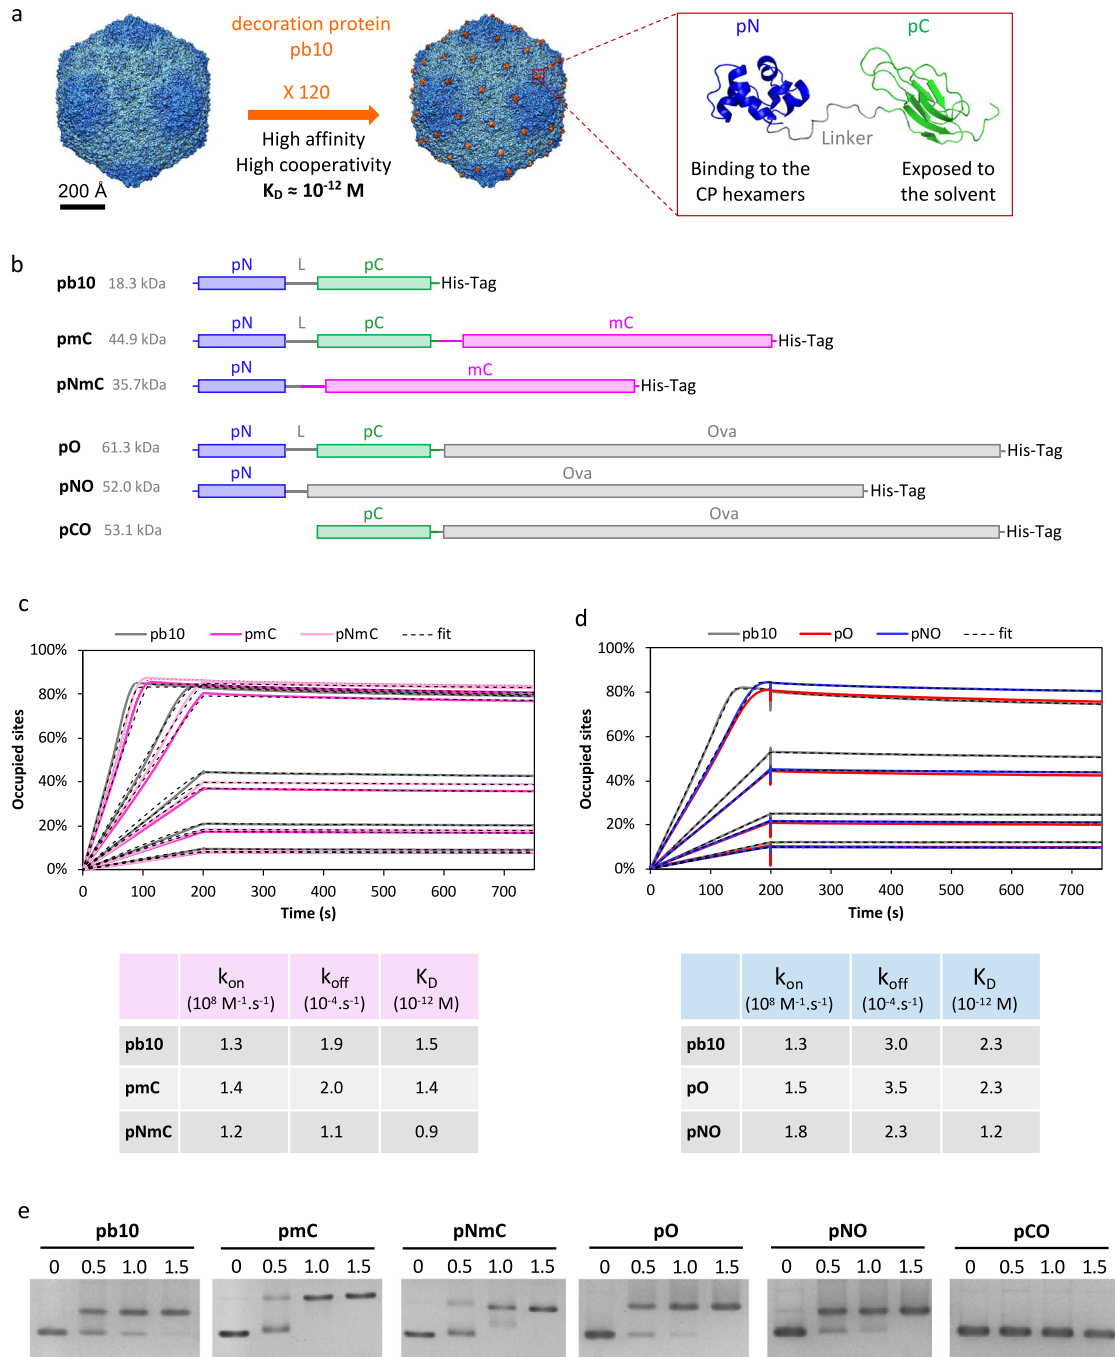 a
decoration protein
pb10
X 120
High affinity
High cooperativity
K_D ≈ 10⁻¹² M
200 Å
pN
pC
Linker
Binding to the
CP hexamers
Exposed to
the solvent
b
pN L pC
pb10 18.3 kDa His-Tag
pN L pC mC
pmC 44.9 kDa His-Tag
pN mC
pNmC 35.7kDa His-Tag
pN L pC Ova
pO 61.3 kDa His-Tag
pN Ova
pNO 52.0 kDa His-Tag
pC Ova
pCO 53.1 kDa His-Tag
c
pb10 pmC pNmC fit
100%
80%
60%
40%
20%
0%
Occupied sites
0 100 200 300 400 500 600 700
Time (s)
d
pb10 pO pNO fit
100%
80%
60%
40%
20%
0%
Occupied sites
0 100 200 300 400 500 600 700
Time (s)
k_on k_off K_D
(10⁸ M⁻¹.s⁻¹) (10⁻⁴.s⁻¹) (10⁻¹² M)
pb10 1.3 1.9 1.5
pmC 1.4 2.0 1.4
pNmC 1.2 1.1 0.9
k_on k_off K_D
(10⁸ M⁻¹.s⁻¹) (10⁻⁴.s⁻¹) (10⁻¹² M)
pb10 1.3 3.0 2.3
pO 1.5 3.5 2.3
pNO 1.8 2.3 1.2
e
pb10 pmC pNmC pO pNO pCO
0 0.5 1.0 1.5 0 0.5 1.0 1.5 0 0.5 1.0 1.5 0 0.5 1.0 1.5 0 0.5 1.0 1.5 0 0.5 1.0 1.5